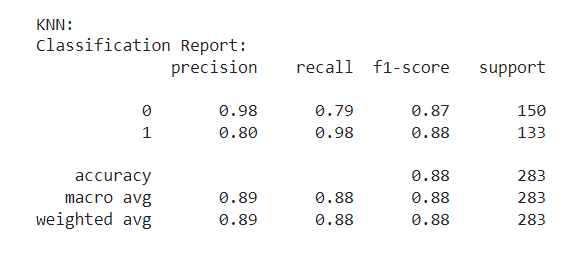 KNN:
Classification Report:
precision recall f1-score support
0 0.98 0.79 0.87 150
1 0.80 0.98 0.88 133
accuracy 0.88 283
macro avg 0.89 0.88 0.88 283
weighted avg 0.89 0.88 0.88 283